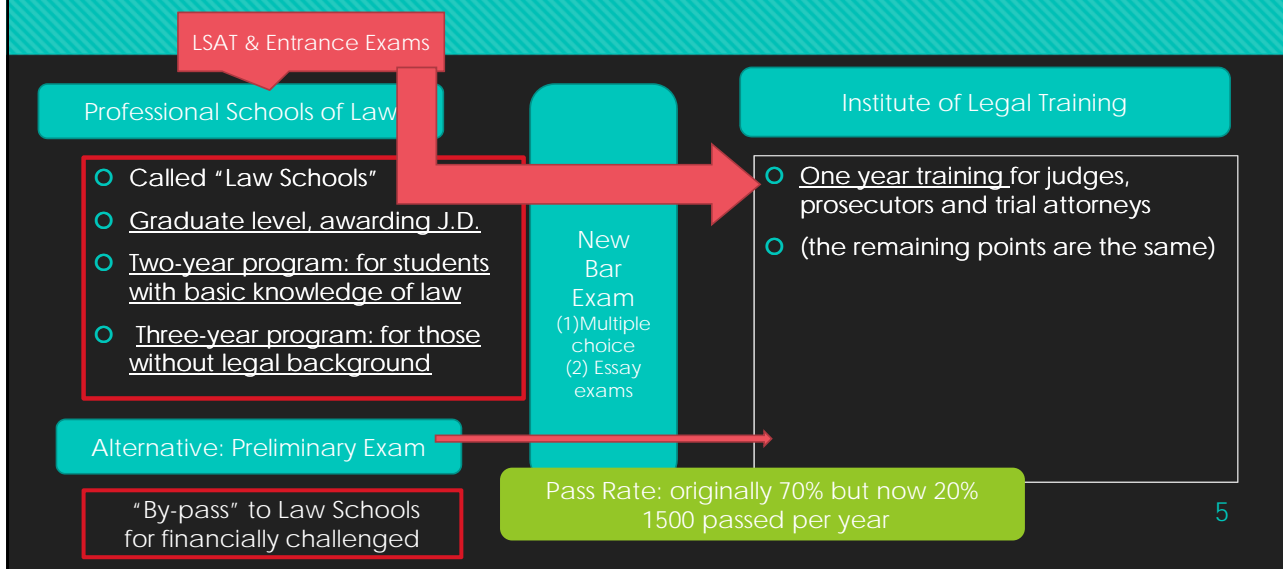 LSAT & Entrance Exams
Professional Schools of Law
Called "Law Schools"
Graduate level, awarding J.D.
Two-year program: for students
with basic knowledge of law
Three-year program: for those
without legal background
Alternative: Preliminary Exam
"By-pass" to Law Schools
for financially challenged
New
Bar
Exam
(1)Multiple
choice
(2) Essay
exams
Pass Rate: originally 70% but now 20%
1500 passed per year
Institute of Legal Training
One year training for judges,
prosecutors and trial attorneys
(the remaining points are the same)
5